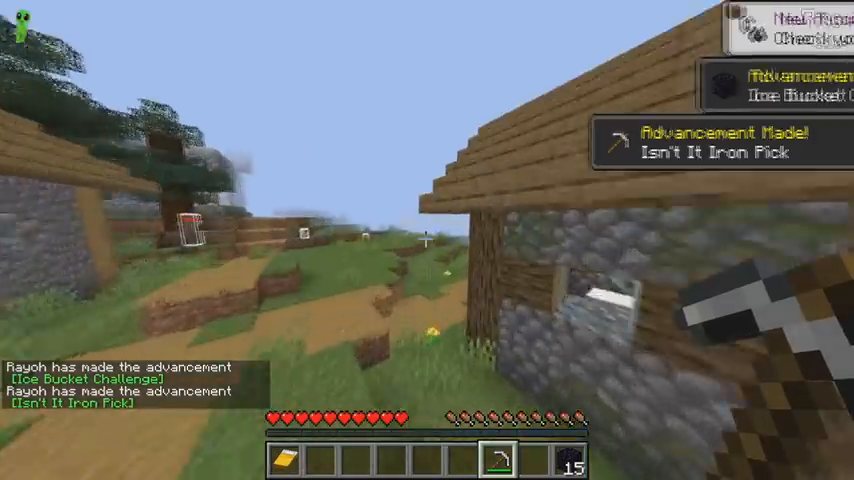 Advancement Made!
Isn't It Iron Pick
Rayoh has made the advancement
[Ice Bucket Challenge]
Rayoh has made the advancement
[Isn't It Iron Pick]
15